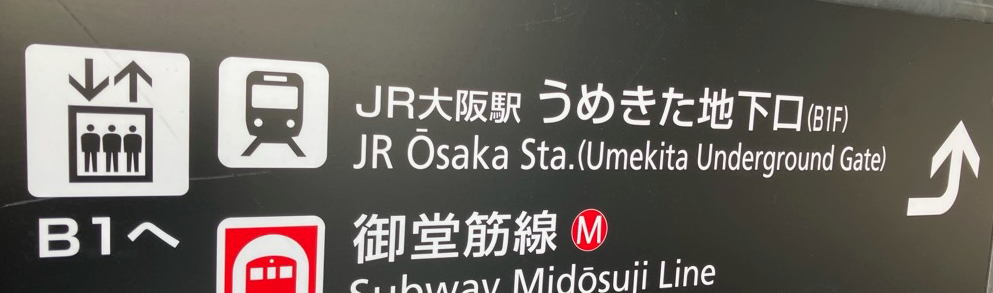 JR大阪駅 うめきた地下口(B1F)
JR Ōsaka Sta.(Umekita Underground Gate)
B1へ
御堂筋線 M
Subway Midōsuji Line